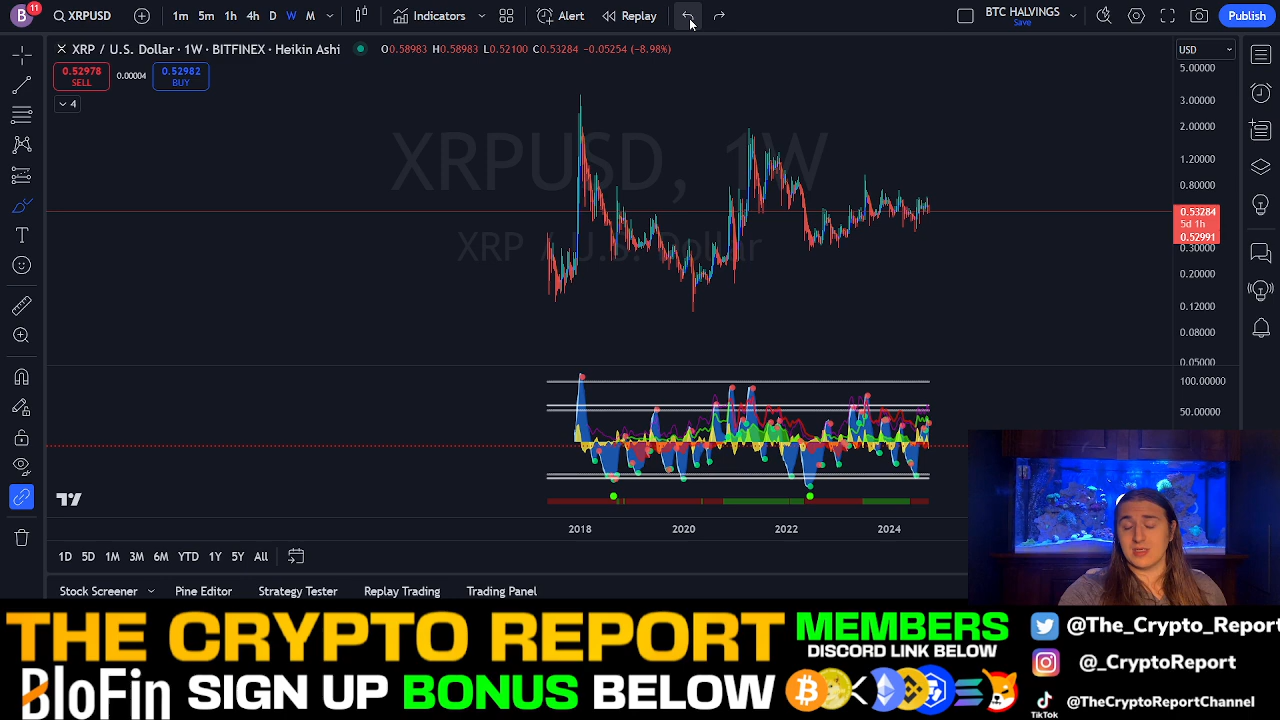 B 11 XRPUSD 1m 5m 1h 4h D W M Indicators Alert Replay BTC HALVINGS Save Publish
XRP / U.S. Dollar · 1W · BITFINEX · Heikin Ashi O0.58983 H0.58983 L0.52100 C0.53284 -0.05254 (-8.98%) USD
0.52978 SELL 0.00004 0.52982 BUY
4
XRPUSD, 1W
XRP / U.S. Dollar
5.00000
3.00000
2.00000
1.20000
0.80000
0.53284
5d 1h
0.52991
0.30000
0.20000
0.12000
0.08000
0.05000
100.00000
50.00000
2018 2020 2022 2024
1D 5D 1M 3M 6M YTD 1Y 5Y All
Stock Screener Pine Editor Strategy Tester Replay Trading Trading Panel
THE CRYPTO REPORT
MEMBERS
DISCORD LINK BELOW
BloFin SIGN UP BONUS BELOW
@The_Crypto_Report
@_CryptoReport
TikTok @TheCryptoReportChannel